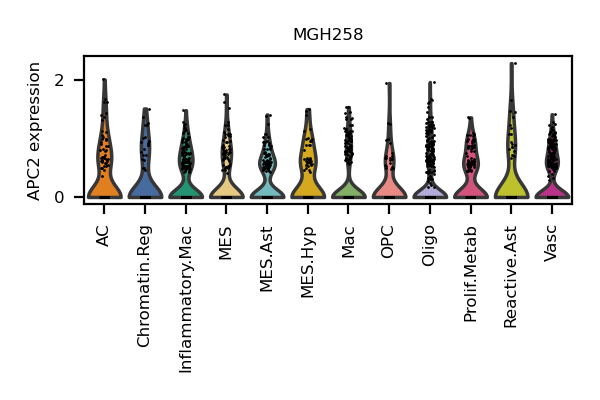 MGH258
APC2 expression
2
0
AC
Chromatin.Reg
Inflammatory.Mac
MES
MES.Ast
MES.Hyp
Mac
OPC
Oligo
Prolif.Metab
Reactive.Ast
Vasc